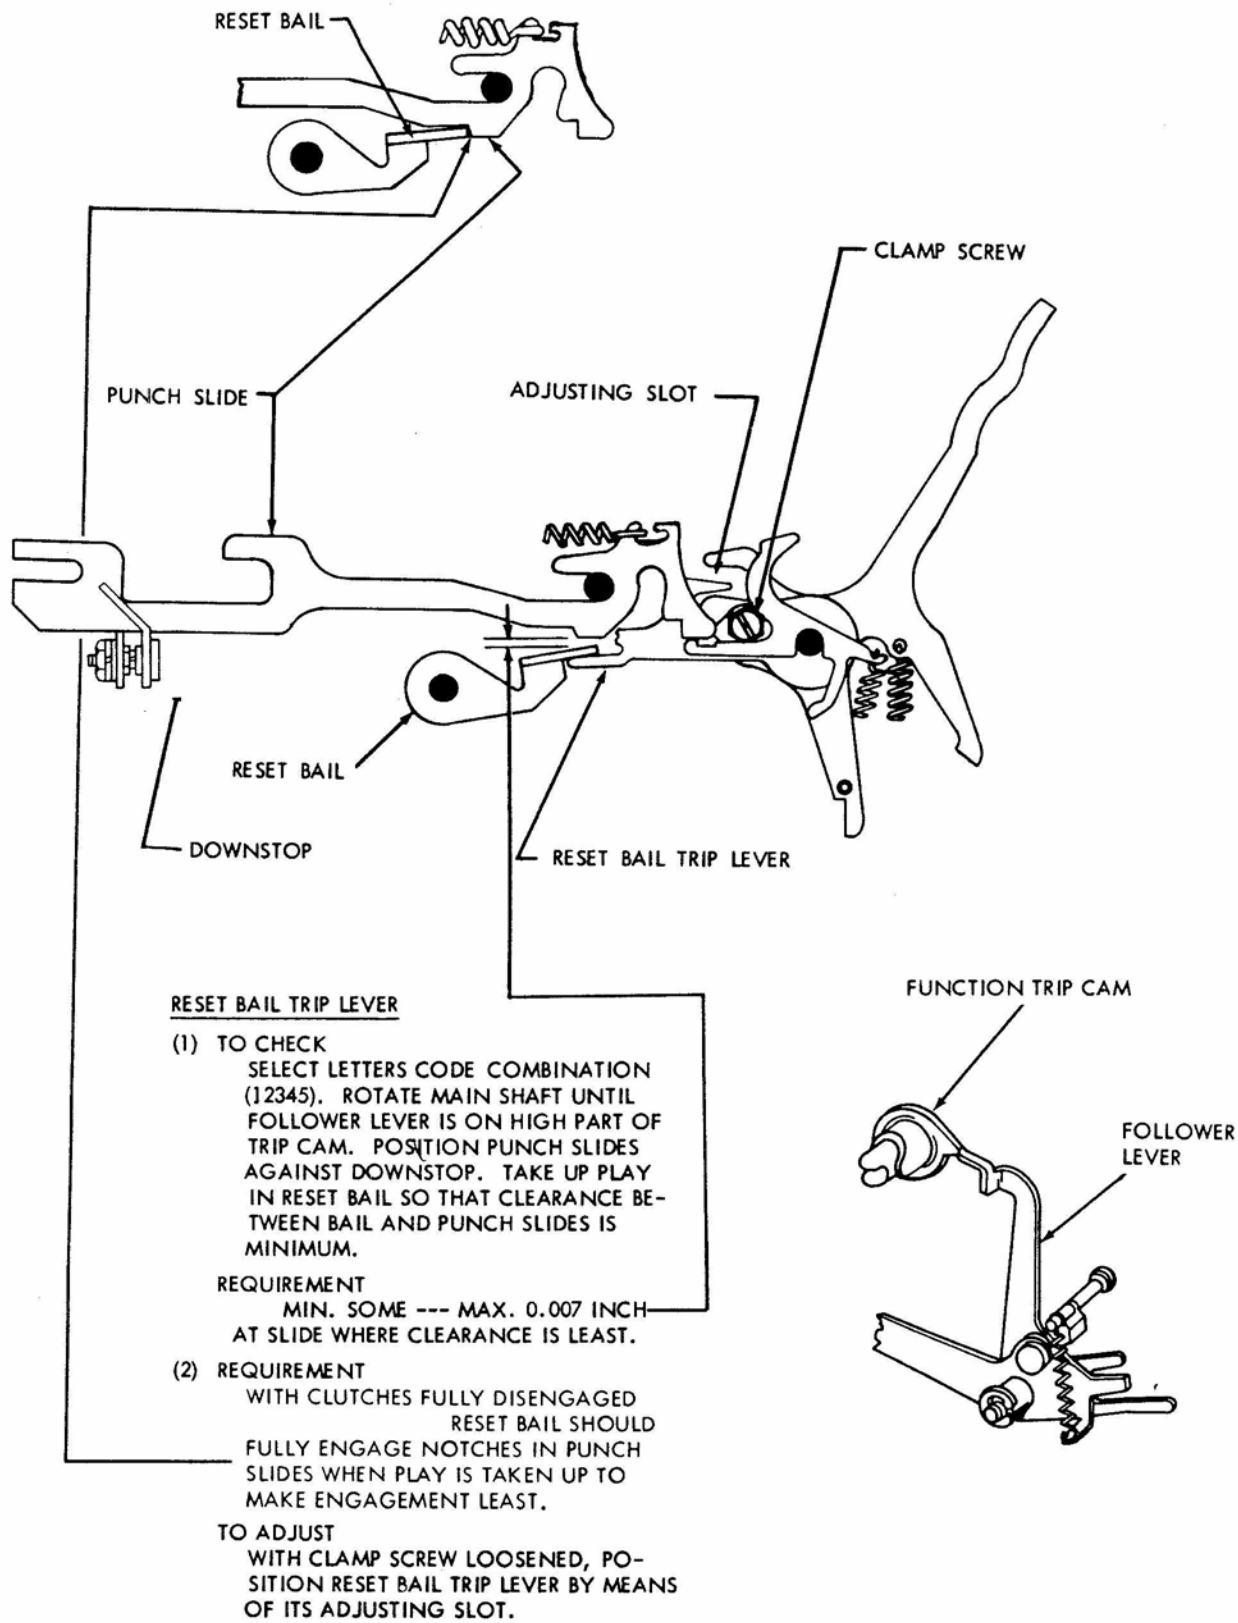 RESET BAIL
CLAMP SCREW
PUNCH SLIDE
ADJUSTING SLOT
RESET BAIL
DOWNSTOP
RESET BAIL TRIP LEVER
RESET BAIL TRIP LEVER
(1) TO CHECK
SELECT LETTERS CODE COMBINATION
(12345). ROTATE MAIN SHAFT UNTIL
FOLLOWER LEVER IS ON HIGH PART OF
TRIP CAM. POSITION PUNCH SLIDES
AGAINST DOWNSTOP. TAKE UP PLAY
IN RESET BAIL SO THAT CLEARANCE BE-
TWEEN BAIL AND PUNCH SLIDES IS
MINIMUM.
REQUIREMENT
MIN. SOME --- MAX. 0.007 INCH
AT SLIDE WHERE CLEARANCE IS LEAST.
(2) REQUIREMENT
WITH CLUTCHES FULLY DISENGAGED
RESET BAIL SHOULD
FULLY ENGAGE NOTCHES IN PUNCH
SLIDES WHEN PLAY IS TAKEN UP TO
MAKE ENGAGEMENT LEAST.
TO ADJUST
WITH CLAMP SCREW LOOSENED, PO-
SITION RESET BAIL TRIP LEVER BY MEANS
OF ITS ADJUSTING SLOT.
FUNCTION TRIP CAM
FOLLOWER
LEVER